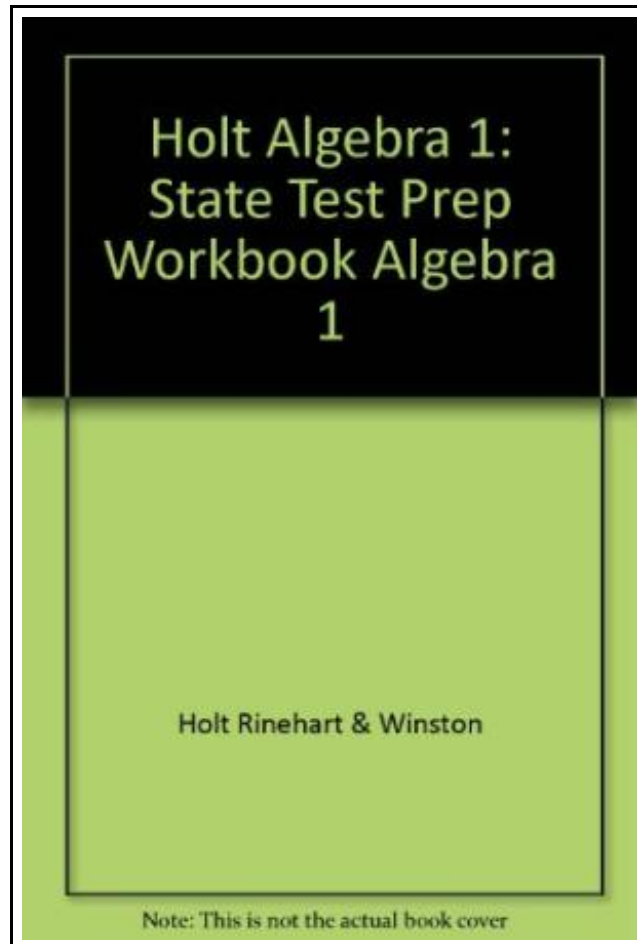 Holt Algebra 1:
State Test Prep
Workbook Algebra
1
Holt Rinehart & Winston
Note: This is not the actual book cover